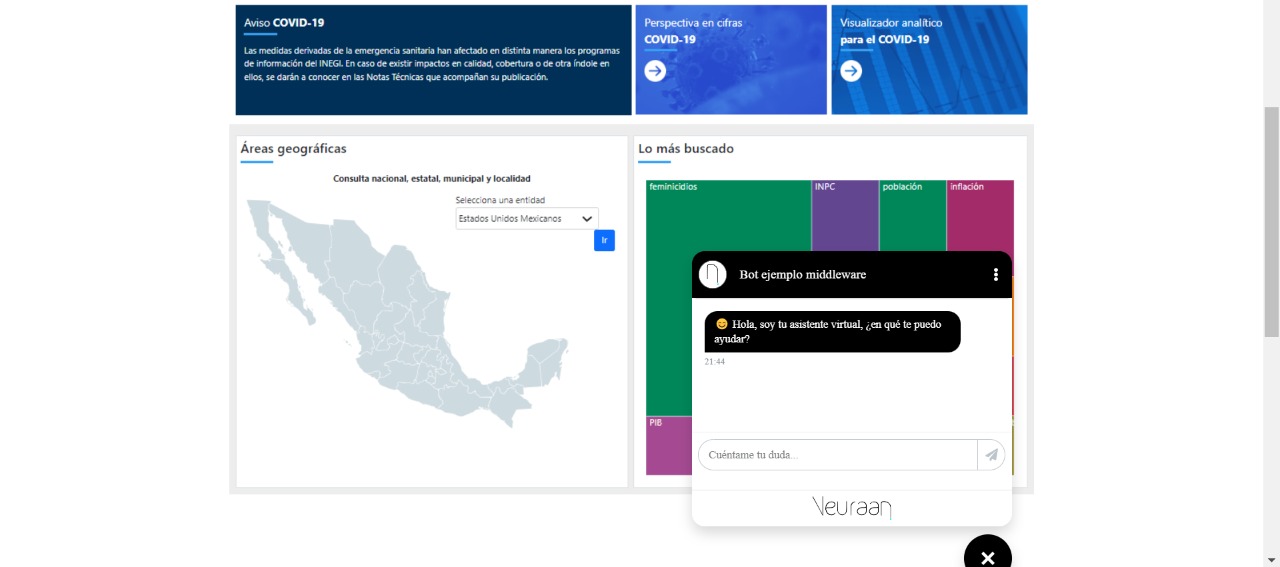 Aviso COVID-19
Las medidas derivadas de la emergencia sanitaria han afectado en distinta manera los programas
de información del INEGI. En caso de existir impactos en calidad, cobertura o de otra índole en
ellos, se darán a conocer en las Notas Técnicas que acompañan su publicación.
Perspectiva en cifras
COVID-19
Visualizador analítico
para el COVID-19
Áreas geográficas
Consulta nacional, estatal, municipal y localidad
Selecciona una entidad
Estados Unidos Mexicanos
Ir
Lo más buscado
feminicidios
INPC
población
inflación
PIB
Bot ejemplo middleware
Hola, soy tu asistente virtual, ¿en qué te puedo
ayudar?
21:44
Cuéntame tu duda...
Neuraan